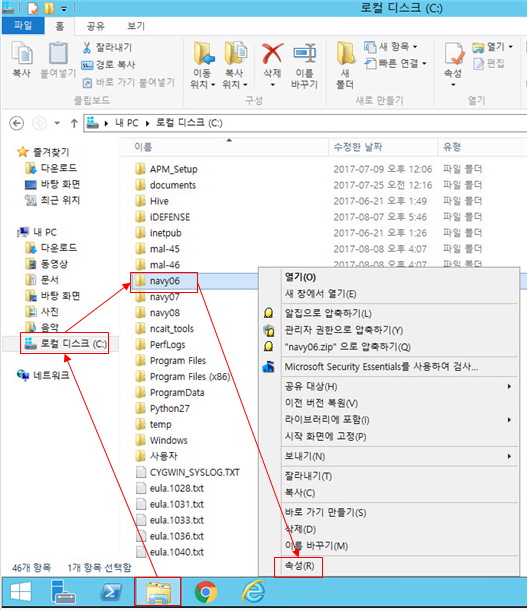 로컬 디스크 (C:)
파일 홈 공유 보기
복사 붙여넣기 잘라내기 경로 복사 바로 가기 붙여넣기
이동 위치 복사 위치 삭제 이름 바꾸기
새 폴더 새 항목 빠른 연결
속성 열기 편집
클립보드 구성 새로 만들기 열기
내 PC 로컬 디스크 (C:)
이름 수정한 날짜 유형
즐겨찾기
다운로드
바탕 화면
최근 위치
내 PC
다운로드
동영상
문서
바탕 화면
사진
음악
로컬 디스크 (C:)
네트워크
APM_Setup 2017-07-09 오후 12:06 파일 폴더
documents 2017-07-25 오전 12:16 파일 폴더
Hive 2017-06-21 오후 1:49 파일 폴더
iDEFENSE 2017-08-07 오후 5:46 파일 폴더
inetpub 2017-06-21 오후 1:26 파일 폴더
mal-45 2017-08-08 오후 4:07 파일 폴더
mal-46 2017-08-08 오후 4:07 파일 폴더
navy06
navy07
navy08
ncait_tools
PerfLogs
Program Files
Program Files (x86)
ProgramData
Python27
temp
Windows
사용자
CYGWIN_SYSLOG.TXT
eula.1028.txt
eula.1031.txt
eula.1033.txt
eula.1036.txt
eula.1040.txt
열기(O)
새 창에서 열기(E)
알집으로 압축하기(L)
관리자 권한으로 압축하기(Y)
"navy06.zip" 으로 압축하기(Q)
Microsoft Security Essentials를 사용하여 검사...
공유 대상(H)
이전 버전 복원(V)
라이브러리에 포함(I)
시작 화면에 고정(P)
보내기(N)
잘라내기(T)
복사(C)
바로 가기 만들기(S)
삭제(D)
이름 바꾸기(M)
속성(R)
46개 항목 1개 항목 선택함